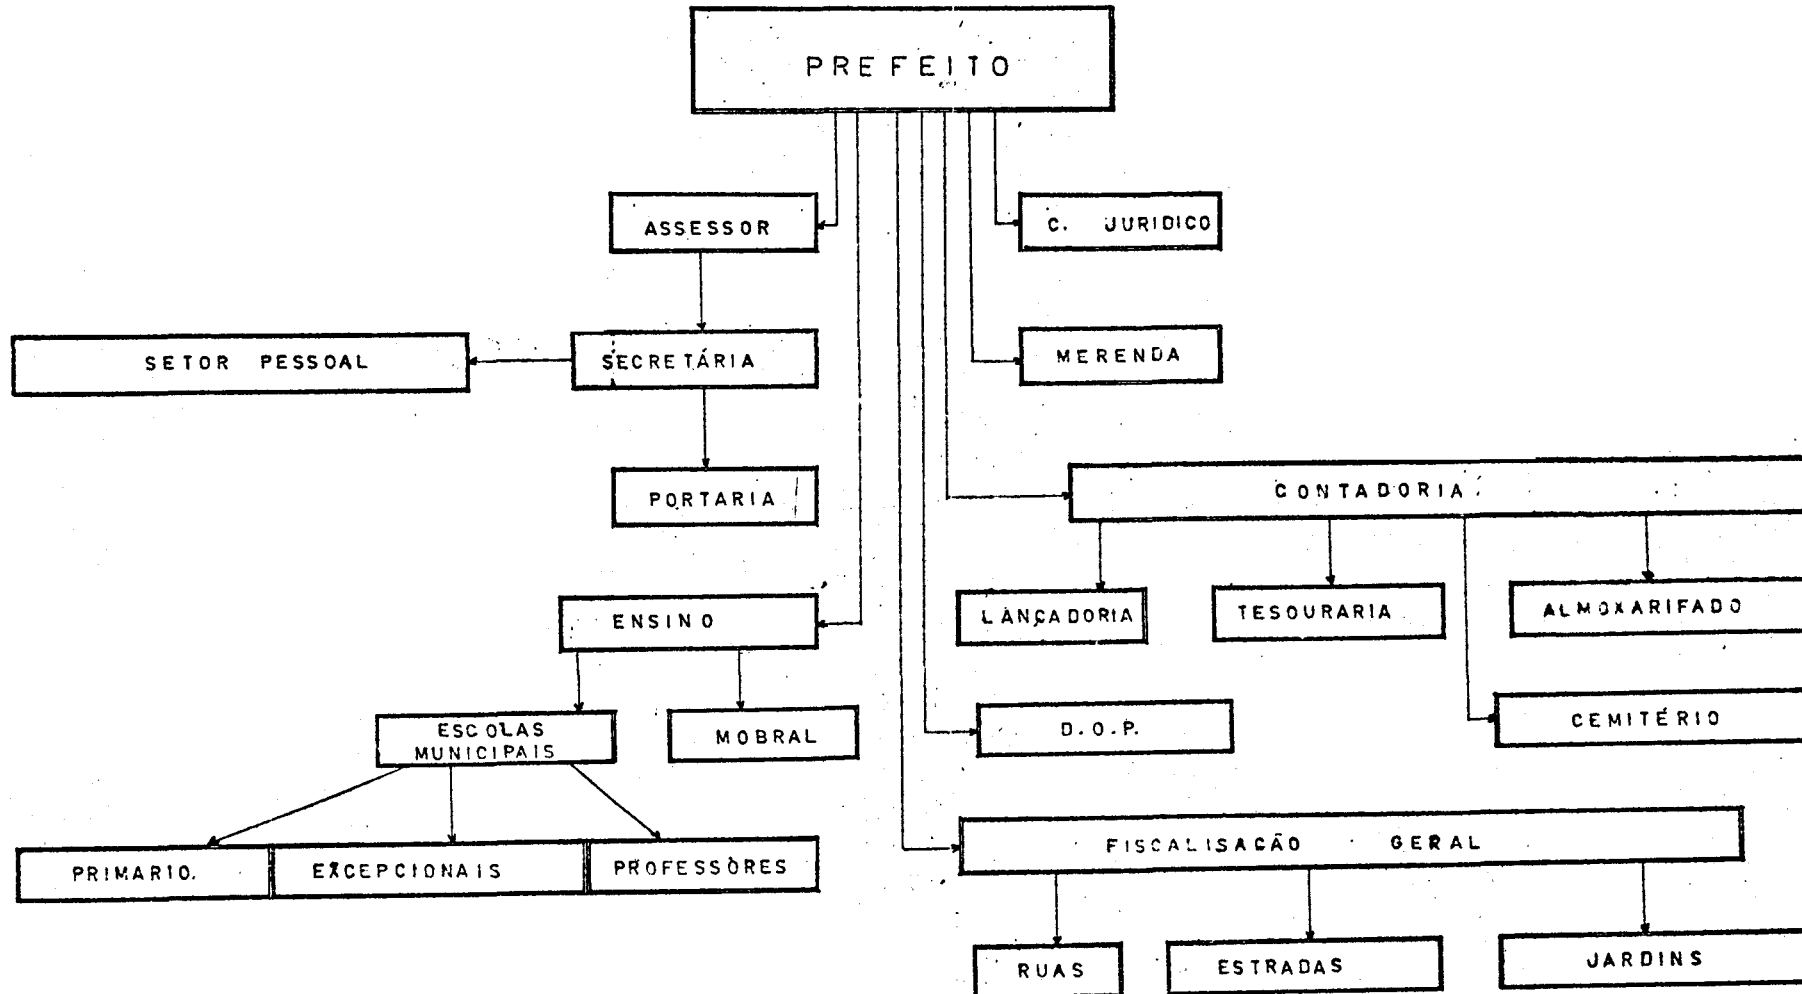 PREFEITO
ASSESSOR
C. JURIDICO
SETOR PESSOAL
SECRETÁRIA
MERENDA
PORTARIA
CONTADORIA
ENSINO
LANÇADORIA
TESOURARIA
ALMOXARIFADO
ESCOLAS
MUNICIPAIS
MOBRAL
D.O.P.
CEMITÉRIO
FISCALISAÇÃO GERAL
PRIMARIO.
EXCEPCIONAIS
PROFESSÔRES
RUAS
ESTRADAS
JARDINS